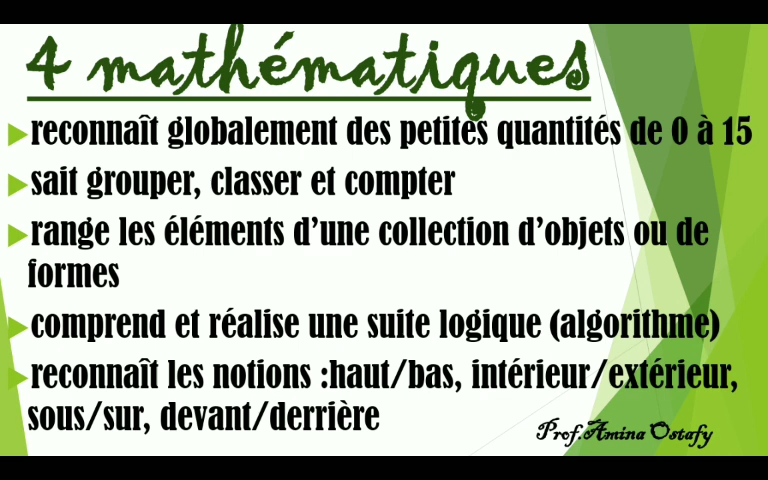 4 mathématiques
reconnaît globalement des petites quantités de 0 à 15
sait grouper, classer et compter
range les éléments d'une collection d'objets ou de
formes
comprend et réalise une suite logique (algorithme)
reconnaît les notions :haut/bas, intérieur/extérieur,
sous/sur, devant/derrière
Prof.Amina Ostafy